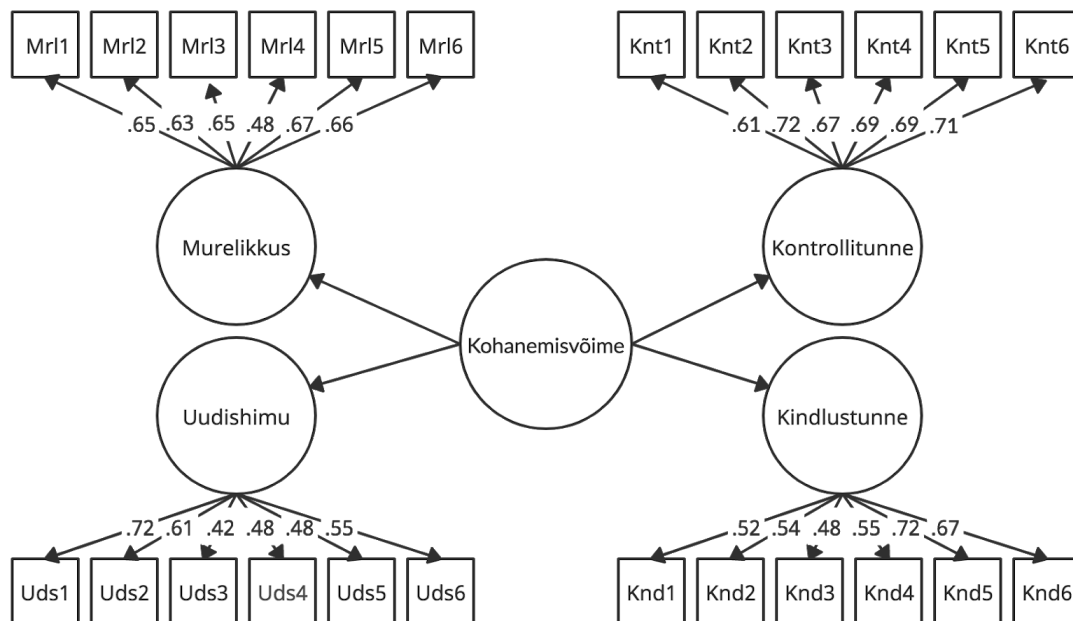 Mrl1 Mrl2 Mrl3 Mrl4 Mrl5 Mrl6
Knt1 Knt2 Knt3 Knt4 Knt5 Knt6
.65 .63 .65 .48 .67 .66
.61 .72 .67 .69 .69 .71
Murelikkus
Kontrollitunne
Kohanemisvõime
Uudishimu
Kindlustunne
.72 .61 .42 .48 .48 .55
.52 .54 .48 .55 .72 .67
Uds1 Uds2 Uds3 Uds4 Uds5 Uds6
Knd1 Knd2 Knd3 Knd4 Knd5 Knd6